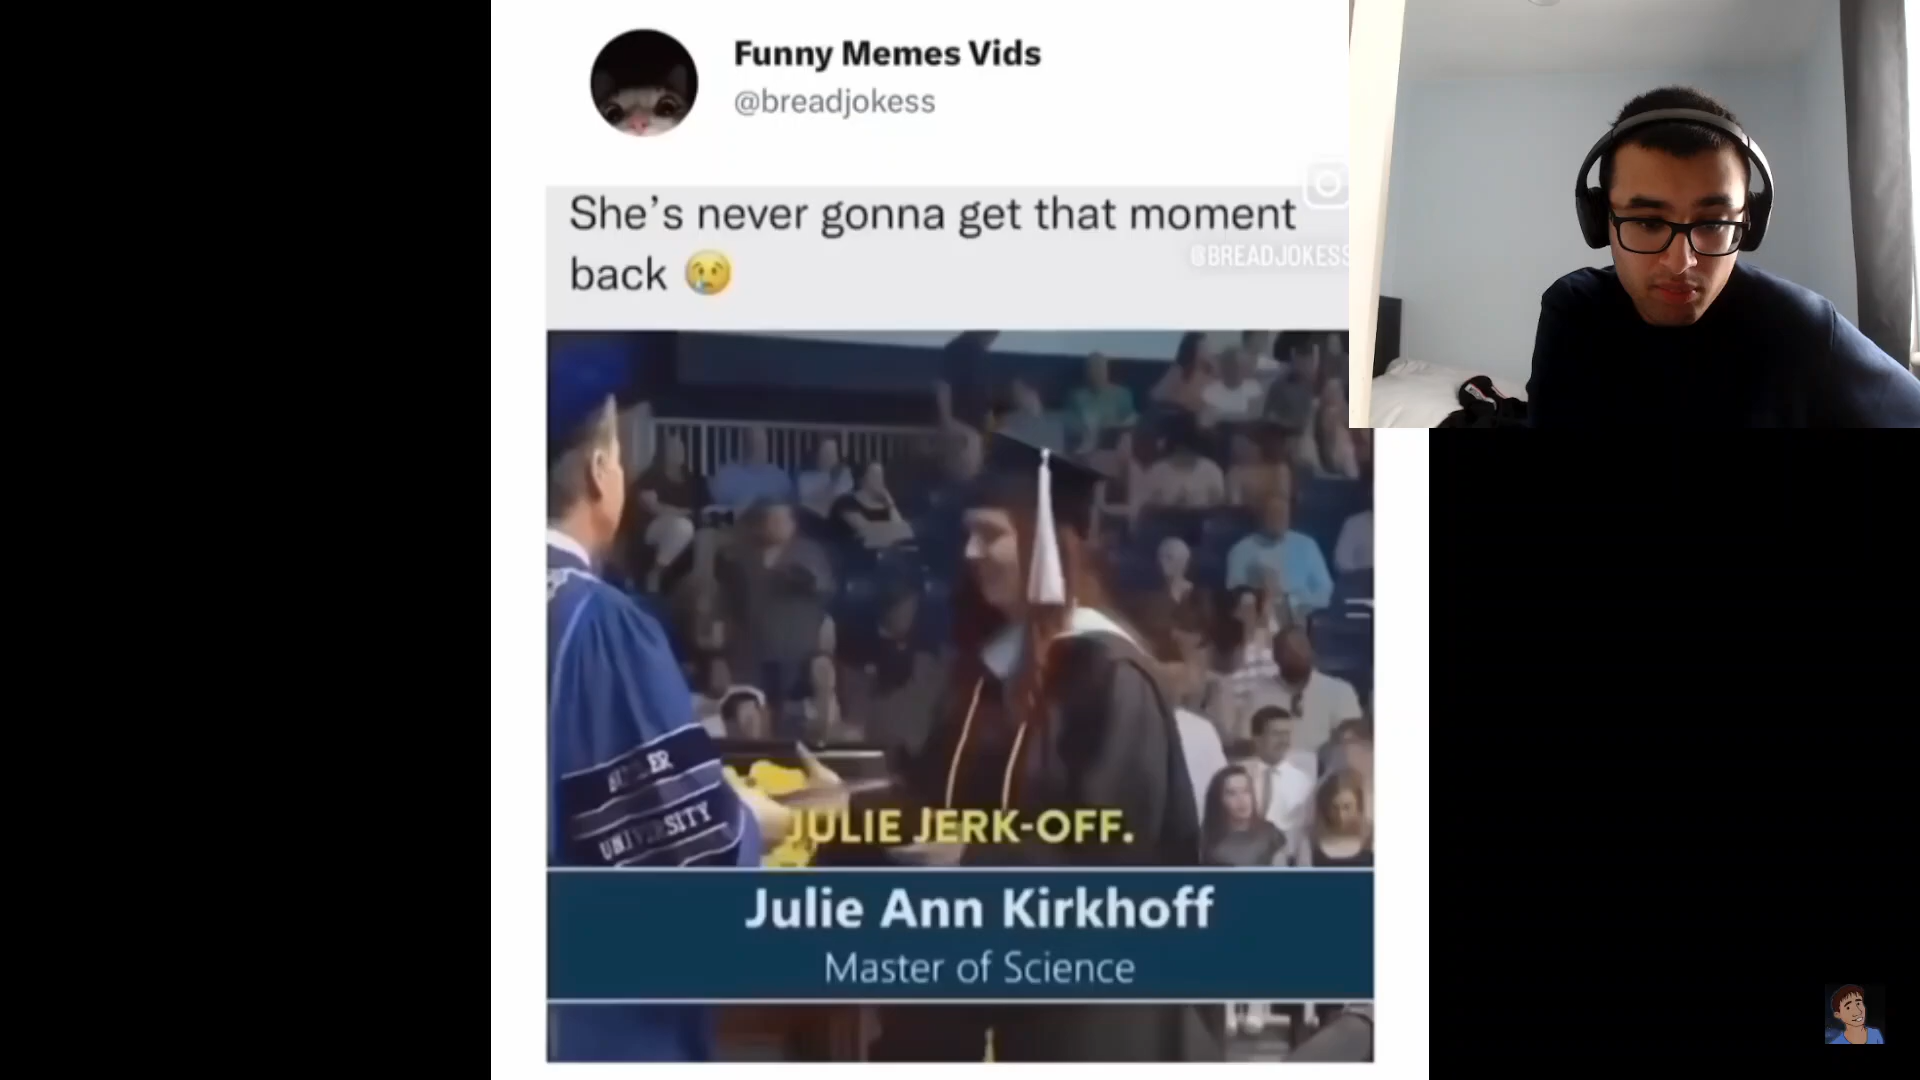 Funny Memes Vids
@breadjokess
She's never gonna get that moment
back 😢
@BREADJOKESS
UNIVERSITY
JULIE JERK-OFF.
Julie Ann Kirkhoff
Master of Science